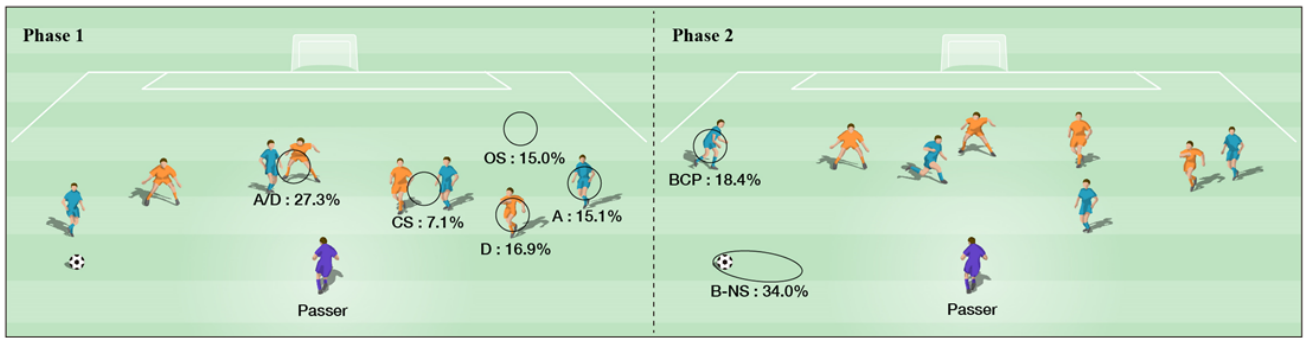 Phase 1
OS : 15.0%
A/D : 27.3%
CS : 7.1%
A : 15.1%
D : 16.9%
Passer
Phase 2
BCP : 18.4%
B-NS : 34.0%
Passer